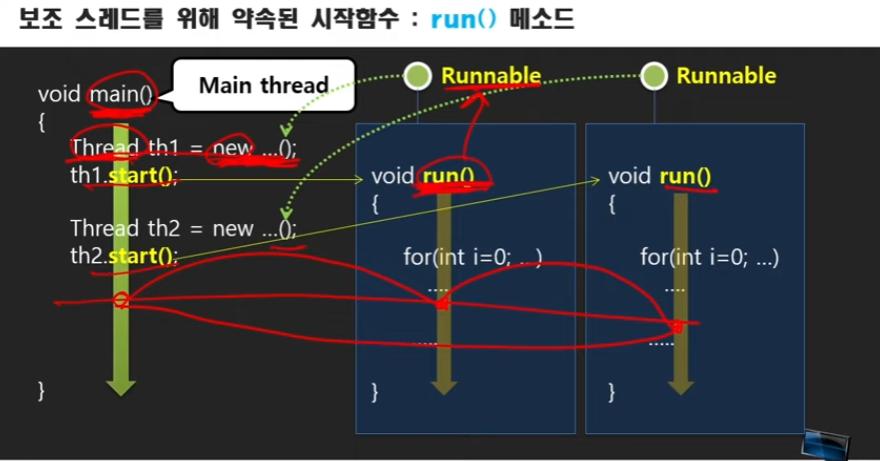 보조 스레드를 위해 약속된 시작함수 : run() 메소드
Main thread
void main()
{
Thread th1 = new ...();
th1.start();
Thread th2 = new ...();
th2.start();
}
Runnable
void run()
{
for(int i=0; ...)
....
.....
}
Runnable
void run()
{
for(int i=0; ...)
....
.....
}